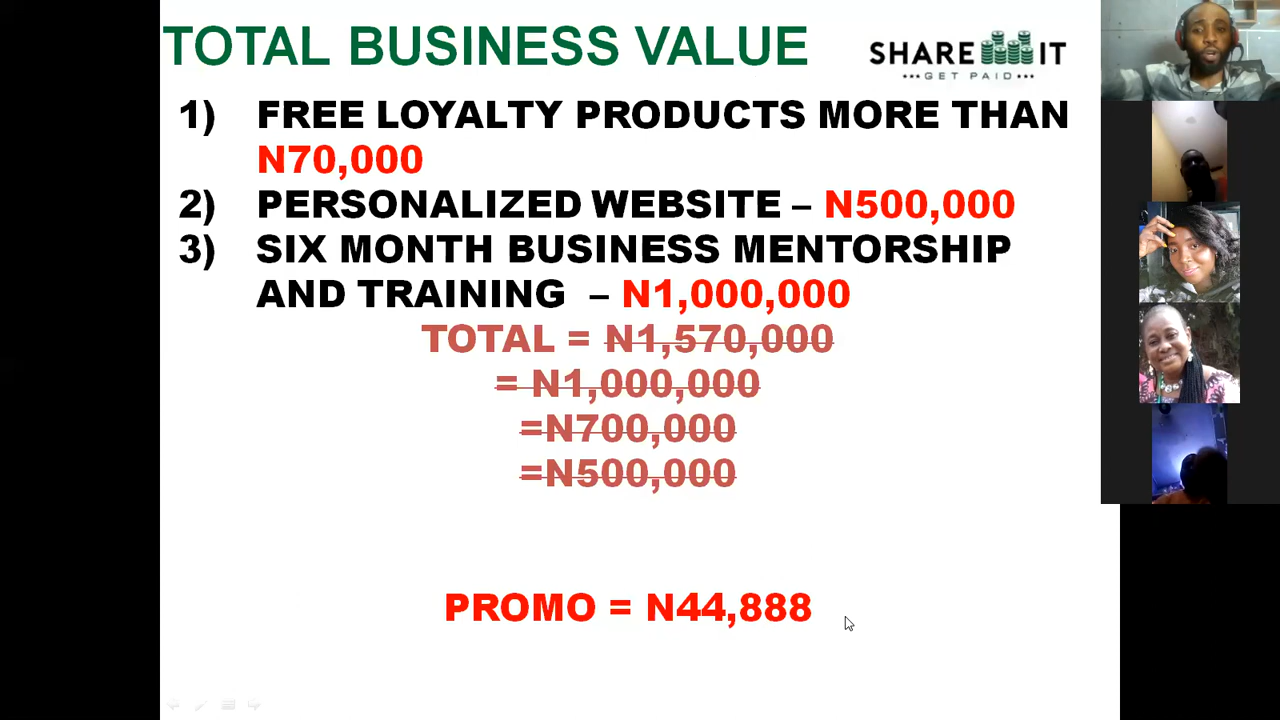 TOTAL BUSINESS VALUE
SHARE IT
GET PAID
1) FREE LOYALTY PRODUCTS MORE THAN
N70,000
2) PERSONALIZED WEBSITE – N500,000
3) SIX MONTH BUSINESS MENTORSHIP
AND TRAINING – N1,000,000
TOTAL = N1,570,000
= N1,000,000
=N700,000
=N500,000
PROMO = N44,888